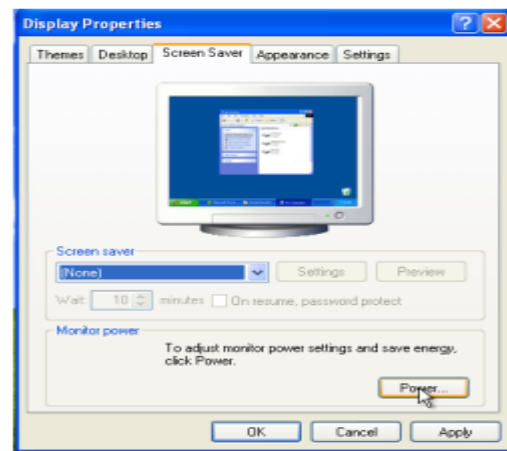 Display Properties
Themes Desktop Screen Saver Appearance Settings
Screen saver
(None) Settings Preview
Wait: 10 minutes On resume, password protect
Monitor power
To adjust monitor power settings and save energy,
click Power.
Power...
OK Cancel Apply